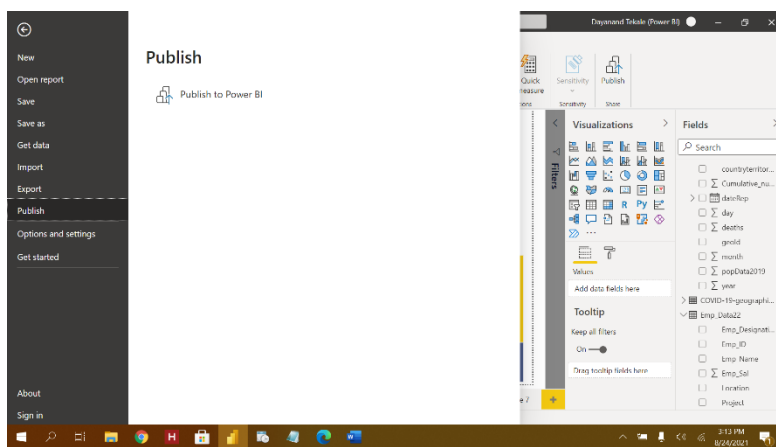 Dayanand Tekale (Power BI)
New
Open report
Save
Save as
Get data
Import
Export
Publish
Options and settings
Get started
About
Sign in
Publish
Publish to Power BI
Quick
measure
Sensitivity
Publish
Sensitivity
Share
Filters
Visualizations
R Py
Values
Add data fields here
Tooltip
Keep all filters
On
Drag tooltip fields here
Fields
Search
countryterritor...
Cumulative_nu...
dateRep
day
deaths
geoId
month
popData2019
year
COVID-19-geographi...
Emp_Data22
Emp_Designati...
Emp_ID
Emp_Name
Emp_Sal
Location
Project
3:13 PM
8/24/2021